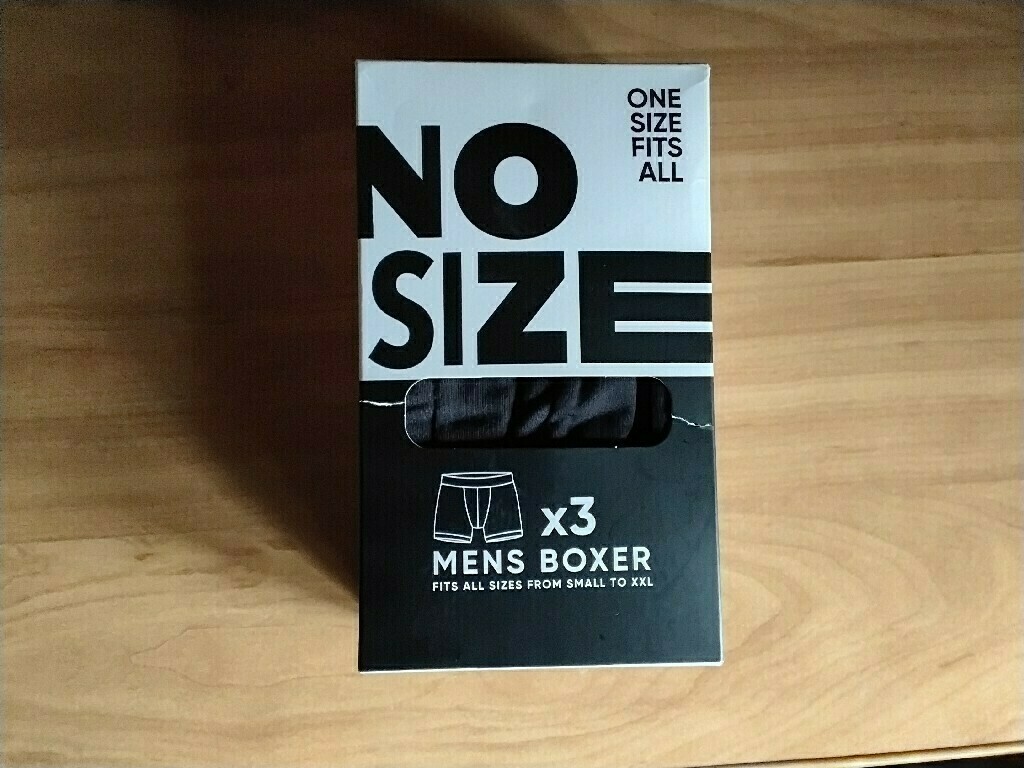 NO
SIZE
ONE
SIZE
FITS
ALL
x3
MENS BOXER
FITS ALL SIZES FROM SMALL TO XXL